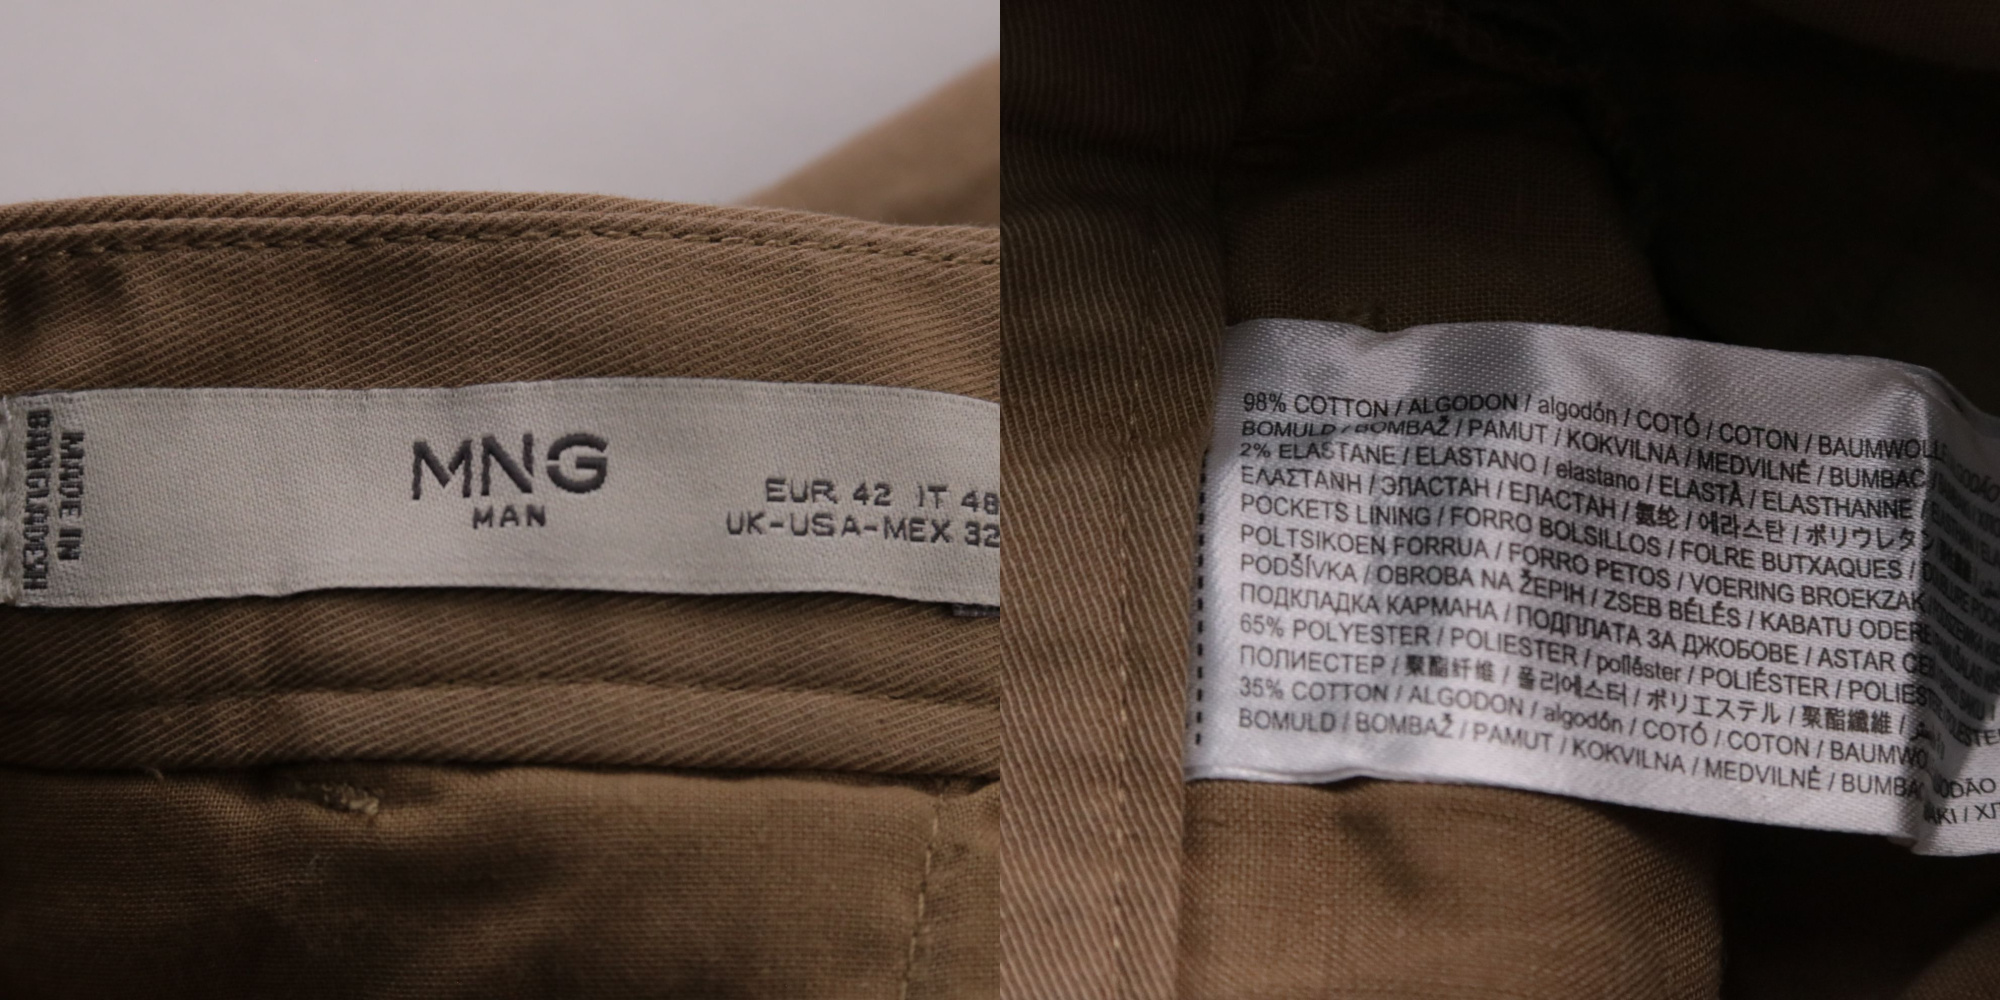 MADE IN
BANGLADESH
MNG
MAN
EUR 42 IT 48
UK-USA-MEX 32
98% COTTON / ALGODON / algodón / COTÓ / COTON / BAUMWOLLE
BOMULD / BOMBAŽ / PAMUT / KOKVILNA / MEDVILNĖ / BUMBAC
2% ELASTANE / ELASTANO / elastano / ELASTÀ / ELASTHANNE
ΕΛΑΣΤΑΝΗ / ЭЛАСТАН / ЕЛАСТАН / 氨纶 / 에라스탄 / ポリウレタ
POCKETS LINING / FORRO BOLSILLOS / FOLRE BUTXAQUES /
POLTSIKOEN FORRUA / FORRO PETOS / VOERING BROEKZAK
PODŠÍVKA / OBROBA NA ŽEPIH / ZSEB BÉLÉS / KABATU ODERE
ПОДКЛАДКА КАРМАНА / ПОДПЛАТА ЗА ДЖОБОВЕ / ASTAR
65% POLYESTER / POLIESTER / poliéster / POLIÉSTER / POLIES
ПОЛИЕСТЕР / 聚酯纤维 / 폴리에스터 / ポリエステル / 聚酯纖維 /
35% COTTON / ALGODON / algodón / COTÓ / COTON / BAUMWO
BOMULD / BOMBAŽ / PAMUT / KOKVILNA / MEDVILNĖ / BUMBA